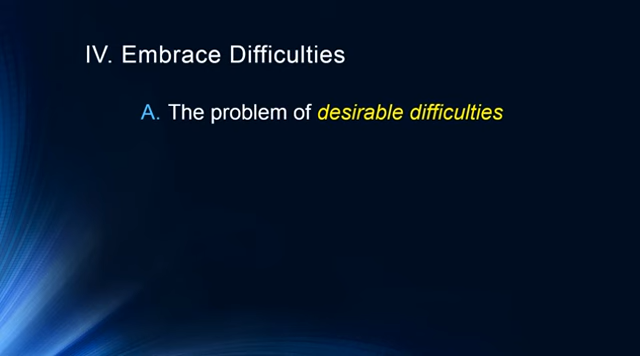 IV. Embrace Difficulties
A. The problem of desirable difficulties